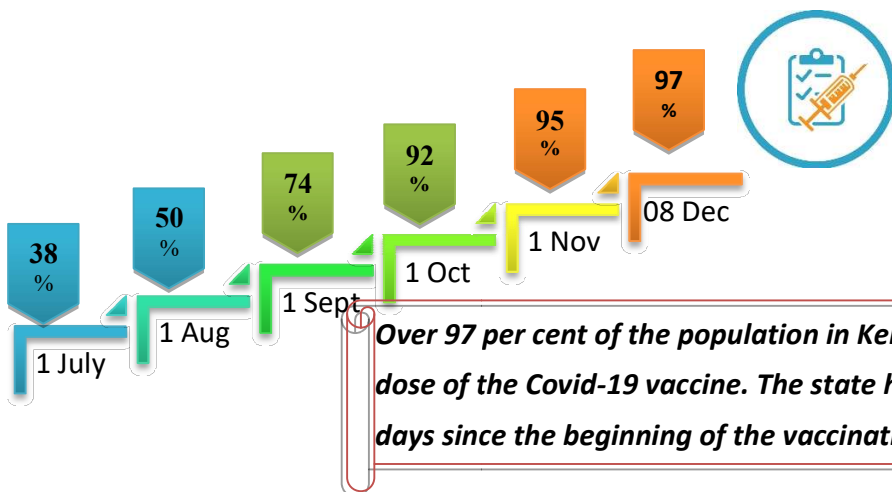 97
%
95
%
92
%
74
%
50
%
38
%
08 Dec
1 Nov
1 Oct
1 Sept
1 Aug
1 July
Over 97 per cent of the population in
dose of the Covid-19 vaccine. The state
days since the beginning of the